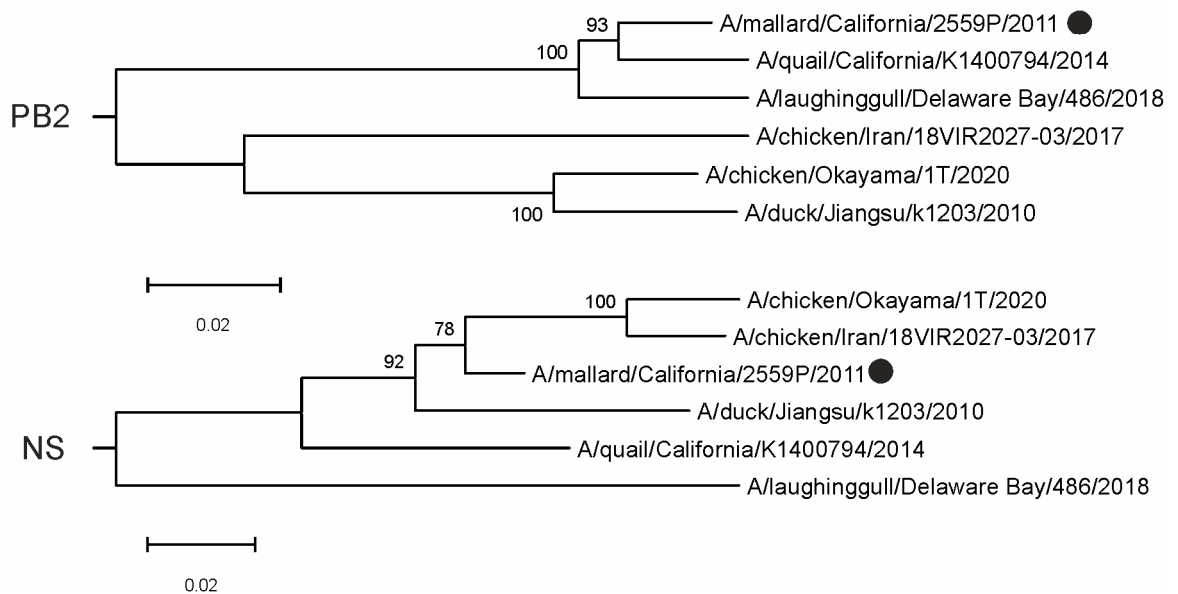 93
A/mallard/California/2559P/2011
100
A/quail/California/K1400794/2014
A/laughinggull/Delaware Bay/486/2018
PB2
A/chicken/Iran/18VIR2027-03/2017
A/chicken/Okayama/1T/2020
100
A/duck/Jiangsu/k1203/2010
0.02
100
A/chicken/Okayama/1T/2020
78
A/chicken/Iran/18VIR2027-03/2017
92
A/mallard/California/2559P/2011
A/duck/Jiangsu/k1203/2010
NS
A/quail/California/K1400794/2014
A/laughinggull/Delaware Bay/486/2018
0.02